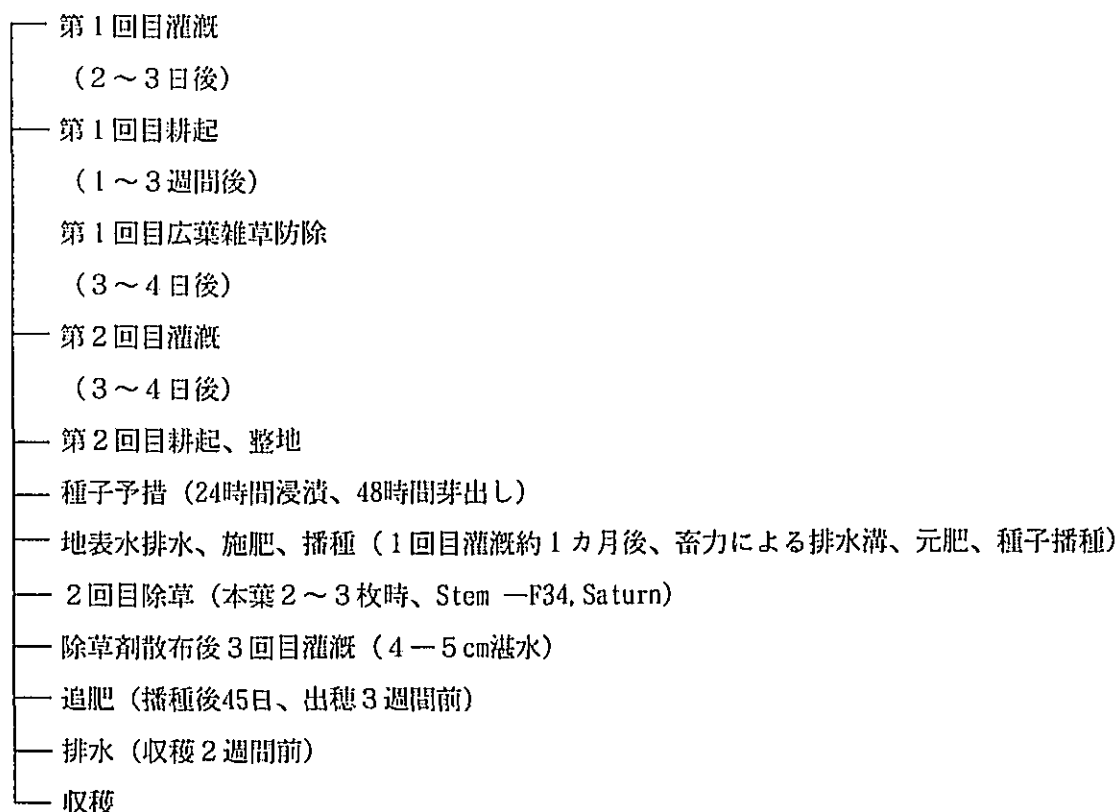 第1回目灌漑
(2~3日後)
第1回目耕起
(1~3週間後)
第1回目広葉雑草防除
(3~4日後)
第2回目灌漑
(3~4日後)
第2回目耕起、整地
種子予措(24時間浸漬、48時間芽出し)
地表水排水、施肥、播種(1回目灌漑約1カ月後、畜力による排水溝、元肥、種子播種)
2回目除草(本葉2~3枚時、Stem ―F34, Saturn)
除草剤散布後3回目灌漑(4―5cm湛水)
追肥(播種後45日、出穂3週間前)
排水(収穫2週間前)
収穫